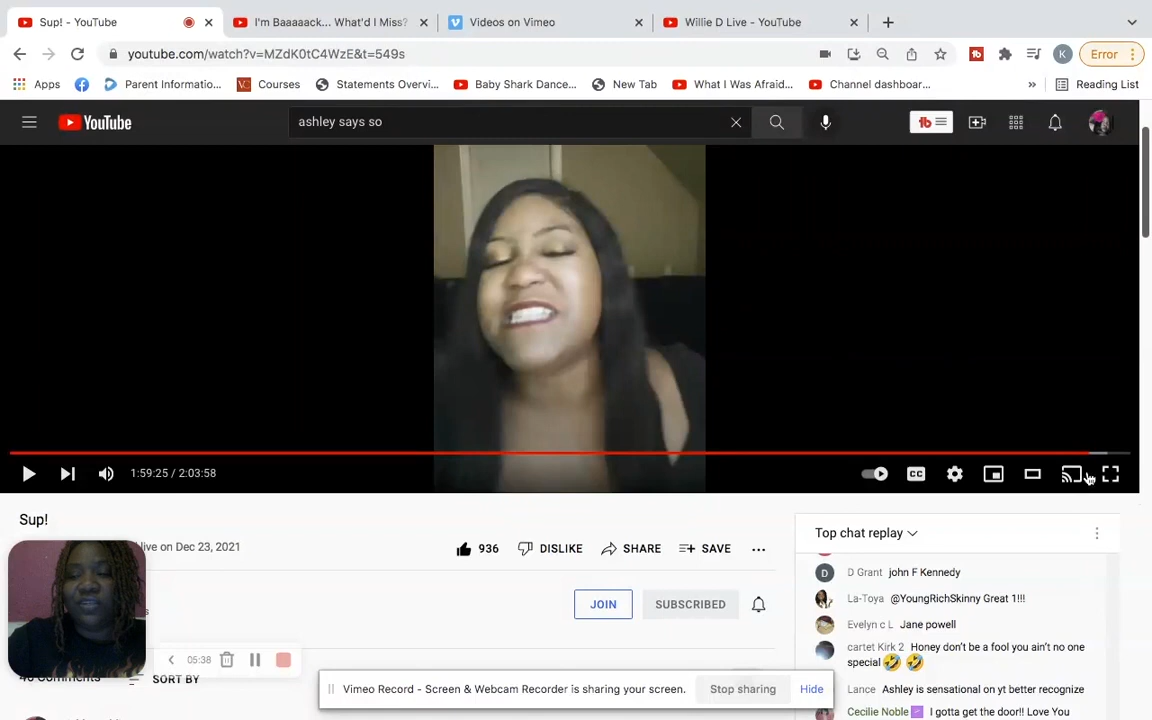 Sup! - YouTube
I'm Baaaaack... What'd I Miss?
Videos on Vimeo
Willie D Live - YouTube
youtube.com/watch?v=MZdK0tC4WzE&t=549s
K
Error
Apps
Parent Informatio...
VC Courses
Statements Overvi...
Baby Shark Dance...
New Tab
What I Was Afraid...
Channel dashboar...
»
Reading List
YouTube
ashley says so
tb
1:59:25 / 2:03:58
CC
Sup!
live on Dec 23, 2021
936
DISLIKE
SHARE
SAVE
Top chat replay
D Grant john F Kennedy
La-Toya @YoungRichSkinny Great 1!!!
Evelyn c L Jane powell
cartet Kirk 2 Honey don't be a fool you ain't no one
special 🤣 🤣
Lance Ashley is sensational on yt better recognize
Cecilie Noble I gotta get the door!! Love You
JOIN
SUBSCRIBED
05:38
Comments
SORT BY
Vimeo Record - Screen & Webcam Recorder is sharing your screen.
Stop sharing
Hide